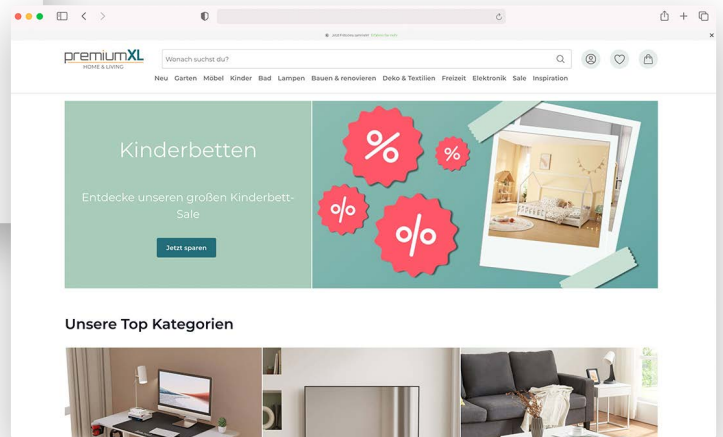 premiumXL
HOME & LIVING
Wonach suchst du?
Neu Garten Möbel Kinder Bad Lampen Bauen & renovieren Deko & Textilien Freizeit Elektronik Sale Inspiration
Kinderbetten
Entdecke unseren großen Kinderbett-
Sale
Jetzt sparen
%
%
%
%
Unsere Top Kategorien